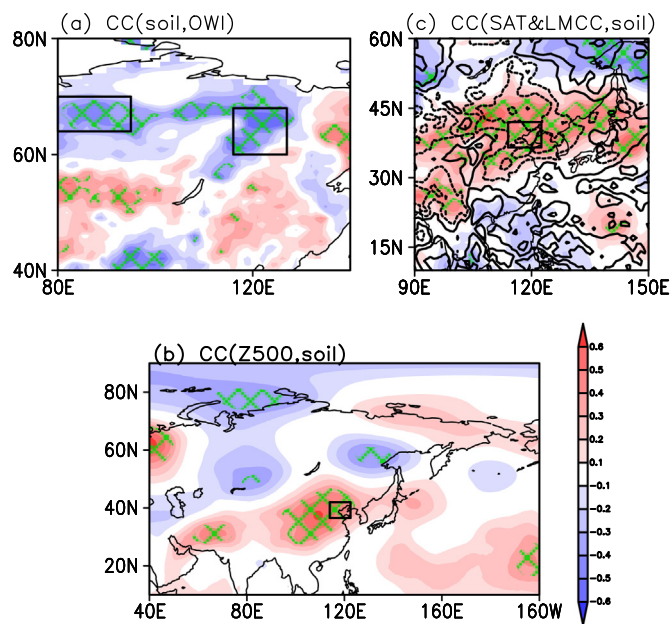 (a) CC(soil,OWI)
80N
70N
60N
50N
40N
80E
120E
(c) CC(SAT&LMCC,soil)
60N
45N
30N
15N
90E
120E
150E
(b) CC(Z500,soil)
80N
60N
40N
20N
40E
80E
120E
160E
160W
0.6
0.5
0.4
0.3
0.2
0.1
-0.1
-0.2
-0.3
-0.4
-0.5
-0.6